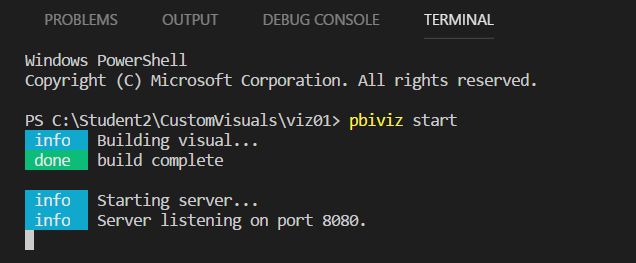 PROBLEMS OUTPUT DEBUG CONSOLE TERMINAL
Windows PowerShell
Copyright (C) Microsoft Corporation. All rights reserved.
PS C:\Student2\CustomVisuals\viz01> pbiviz start
info Building visual...
done build complete
info Starting server...
info Server listening on port 8080.